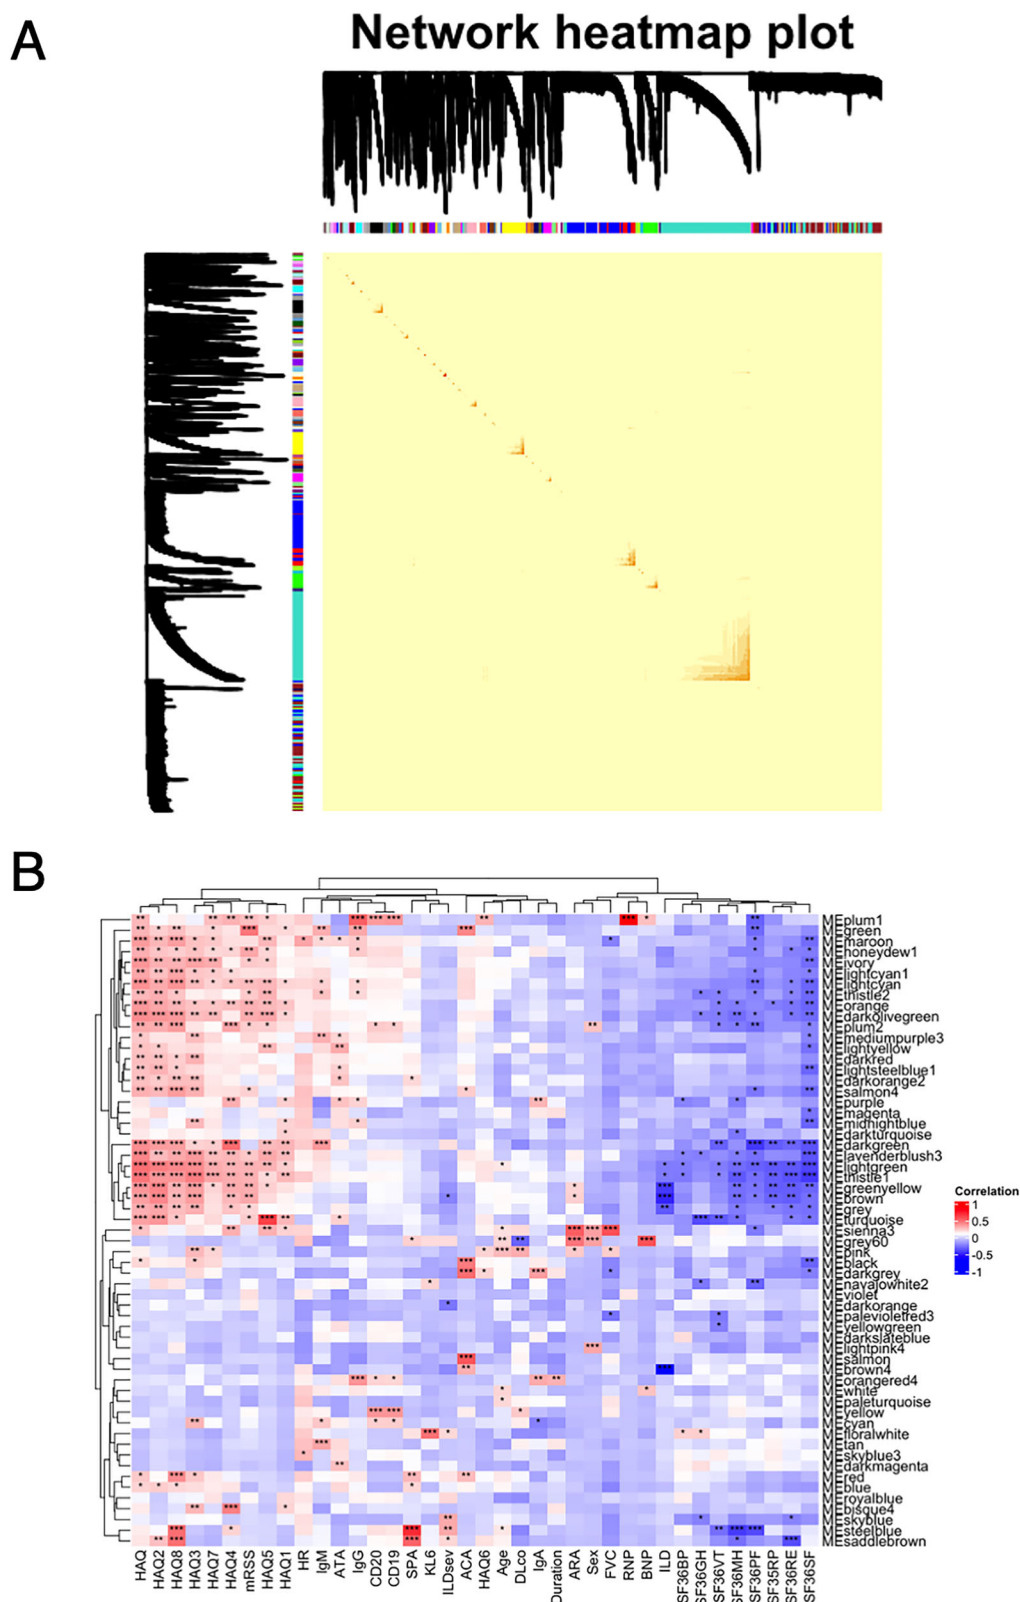 A
Network heatmap plot
B
MEplum1
MEgreen
MEmaroon
MEhoneydew1
MEivory
MElightcyan1
MElightcyan
MEthistle2
MEorange
MEdarkolivegreen
MEplum2
MEmediumpurple3
MElightyellow
MEdarkred
MElightsteelblue1
MEdarkorange2
MEsalmon4
MEpurple
MEmagenta
MEmidnightblue
MEdarkturquoise
MEdarkgreen
MElavenderblush3
MElightgreen
MEthistle1
MEgreenyellow
MEbrown
MEgrey
MEturquoise
MEsienna3
MEgrey60
MEpink
MEblack
MEdarkgrey
MEnavajowhite2
MEviolet
MEdarkorange
MEpalevioletred3
MEyellowgreen
MEdarkslateblue
MElightpink4
MEsalmon
MEbrown4
MEorangered4
MEwhite
MEpaleturquoise
MEyellow
MEcyan
MEfloralwhite
MEtan
MEskyblue3
MEdarkmagenta
MEred
MEblue
MEroyalblue
MEbisque4
MEskyblue
MEsteelblue
MEsaddlebrown
Correlation
1
0.5
0
-0.5
-1
HAQ
HAQ2
HAQ8
HAQ3
HAQ7
HAQ4
mRSS
HAQ5
HAQ1
HR
IgM
ATA
IgG
CD20
CD19
SPA
KL6
ILDsev
ACA
HAQ6
Age
DLco
IgA
Duration
ARA
Sex
FVC
RNP
BNP
ILD
SF36BP
SF36GH
SF36VT
SF36MH
SF36PF
SF35RP
SF36RE
SF36SF